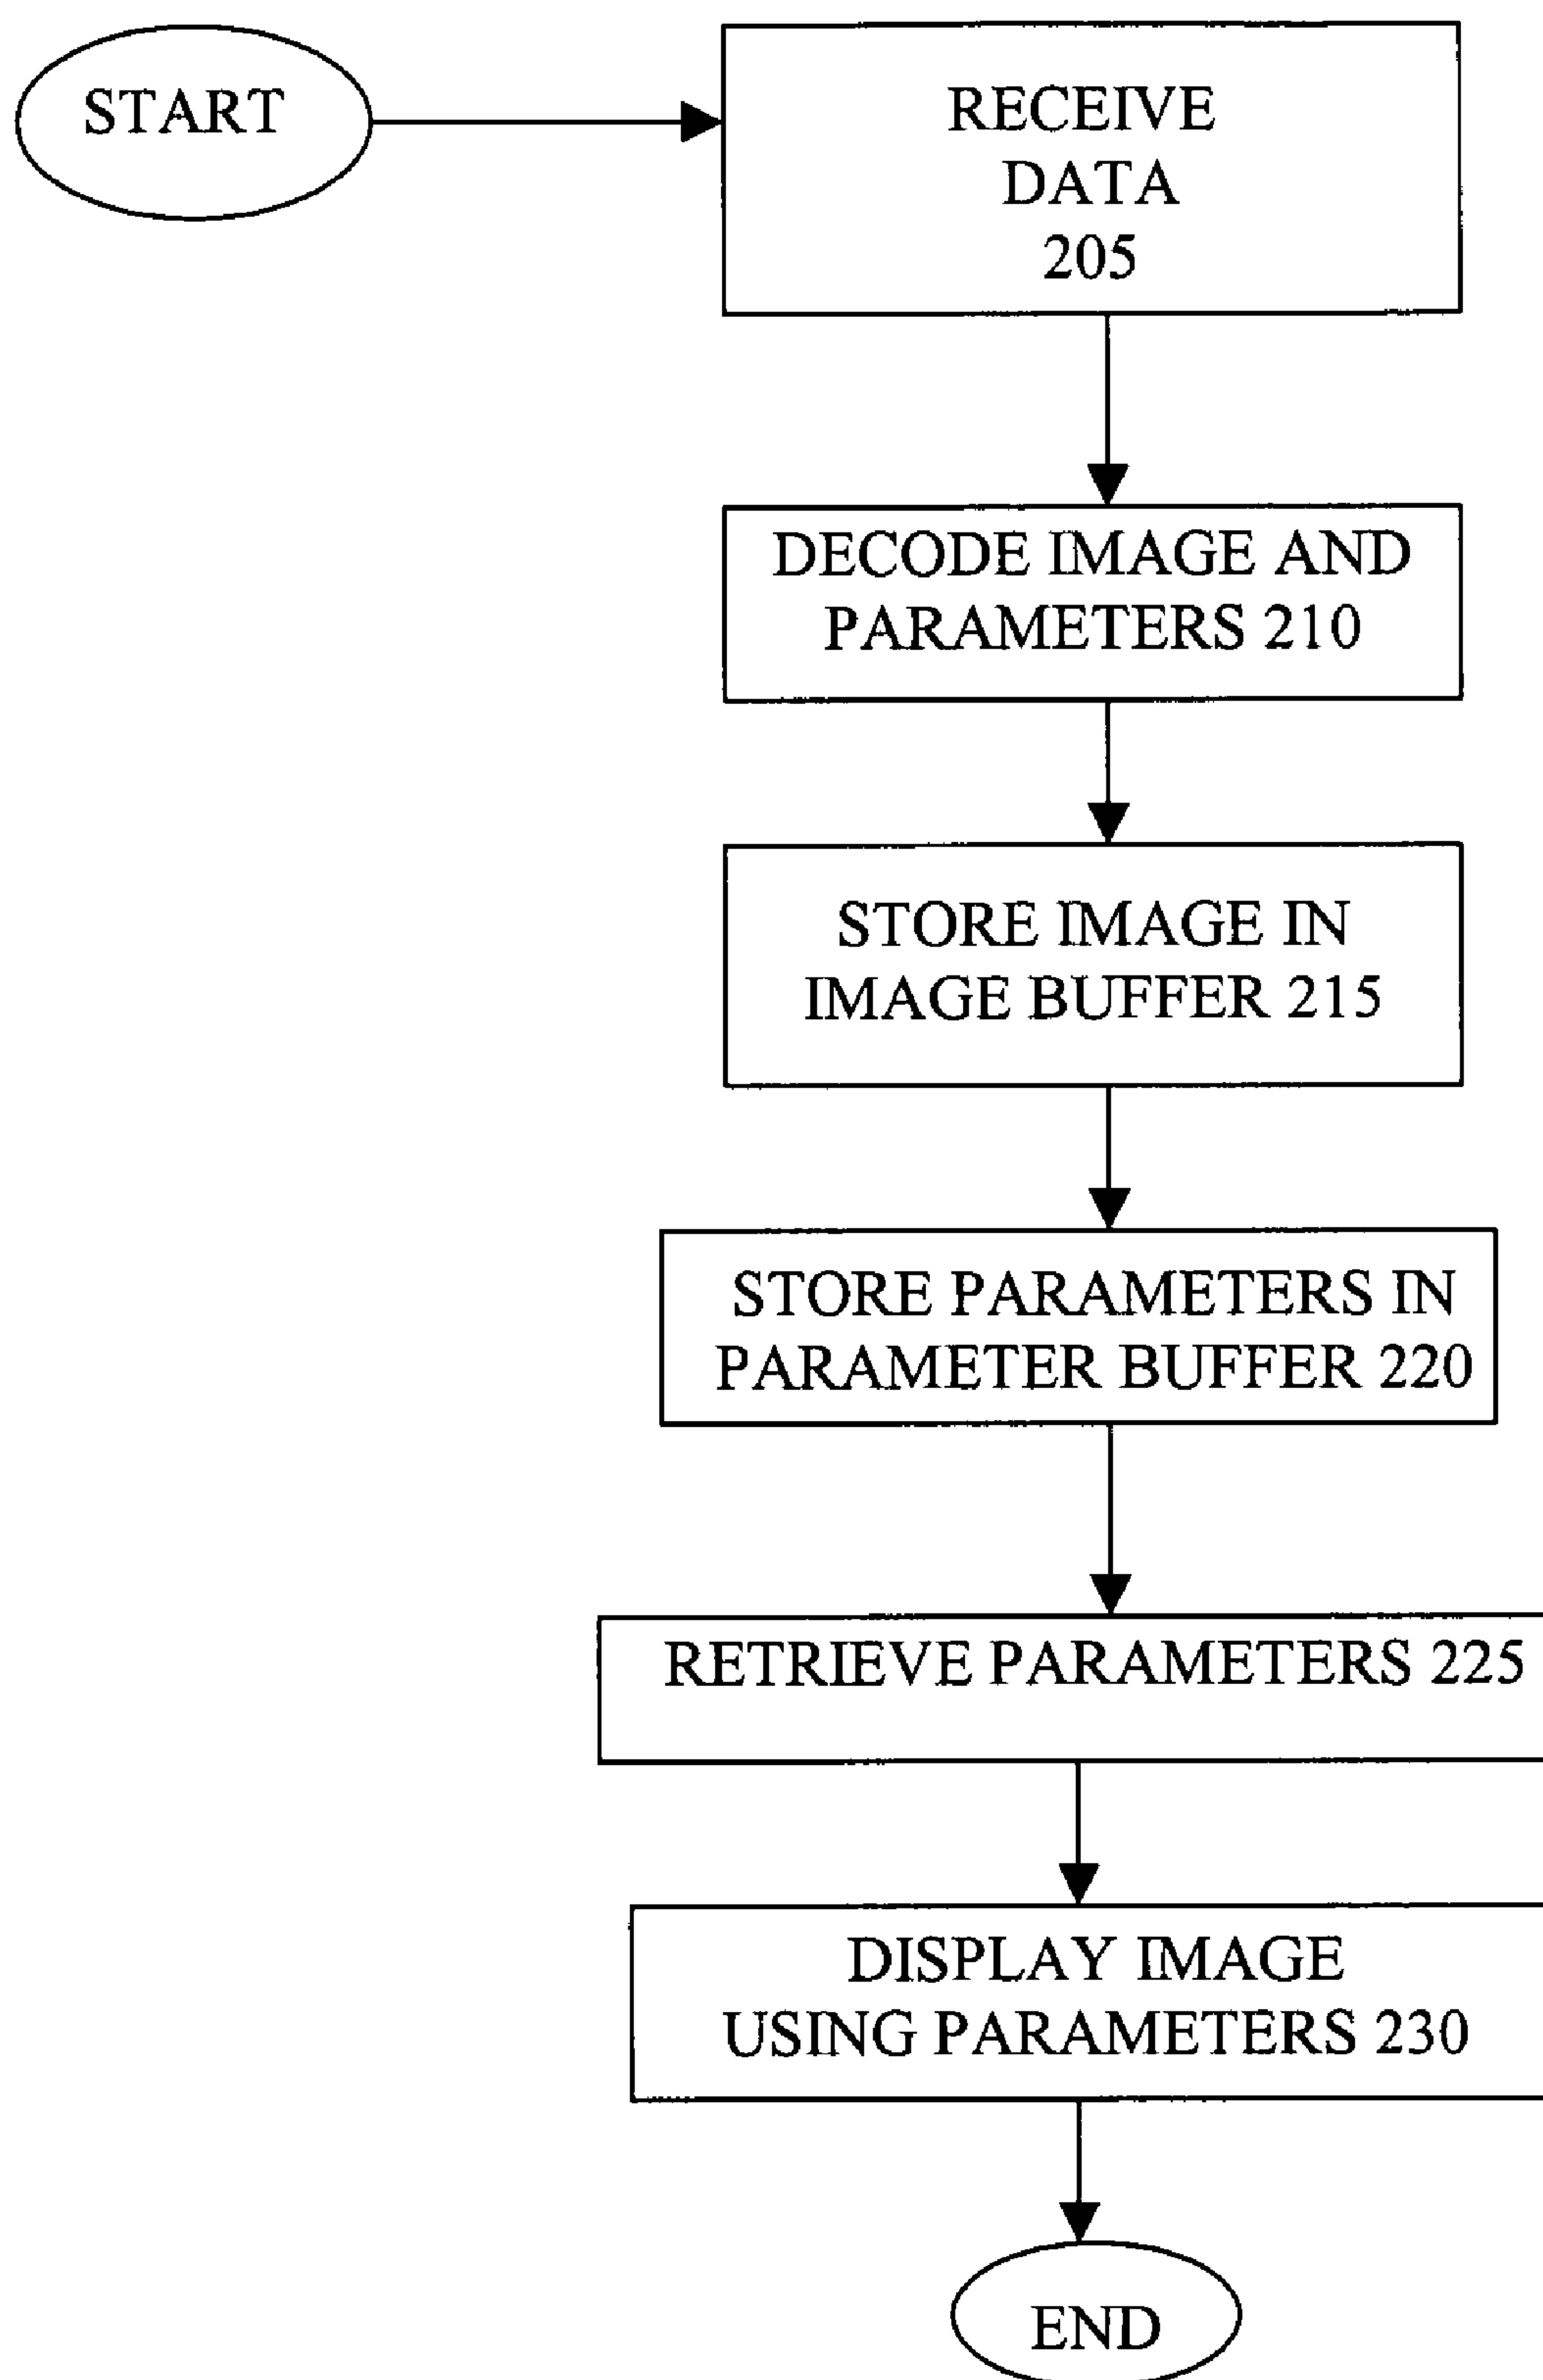 START
RECEIVE
DATA
205
DECODE IMAGE AND
PARAMETERS 210
STORE IMAGE IN
IMAGE BUFFER 215
STORE PARAMETERS IN
PARAMETER BUFFER 220
RETRIEVE PARAMETERS 225
DISPLAY IMAGE
USING PARAMETERS 230
END